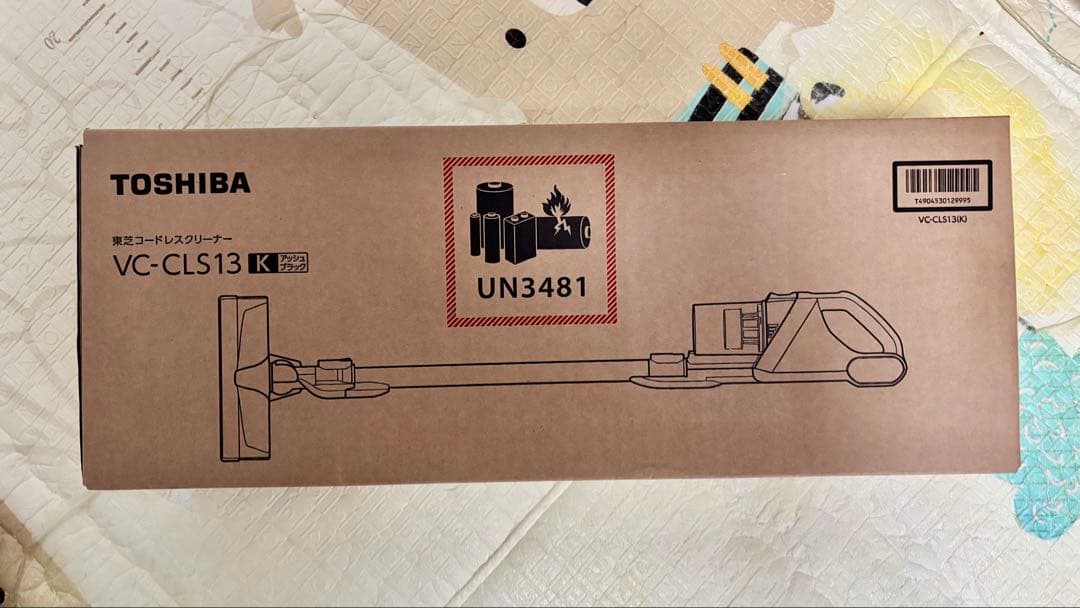 TOSHIBA
東芝コードレスクリーナー
VC-CLS13 K アッシュ
ブラック
UN3481
T4904530129995
VC-CLS13(K)
20